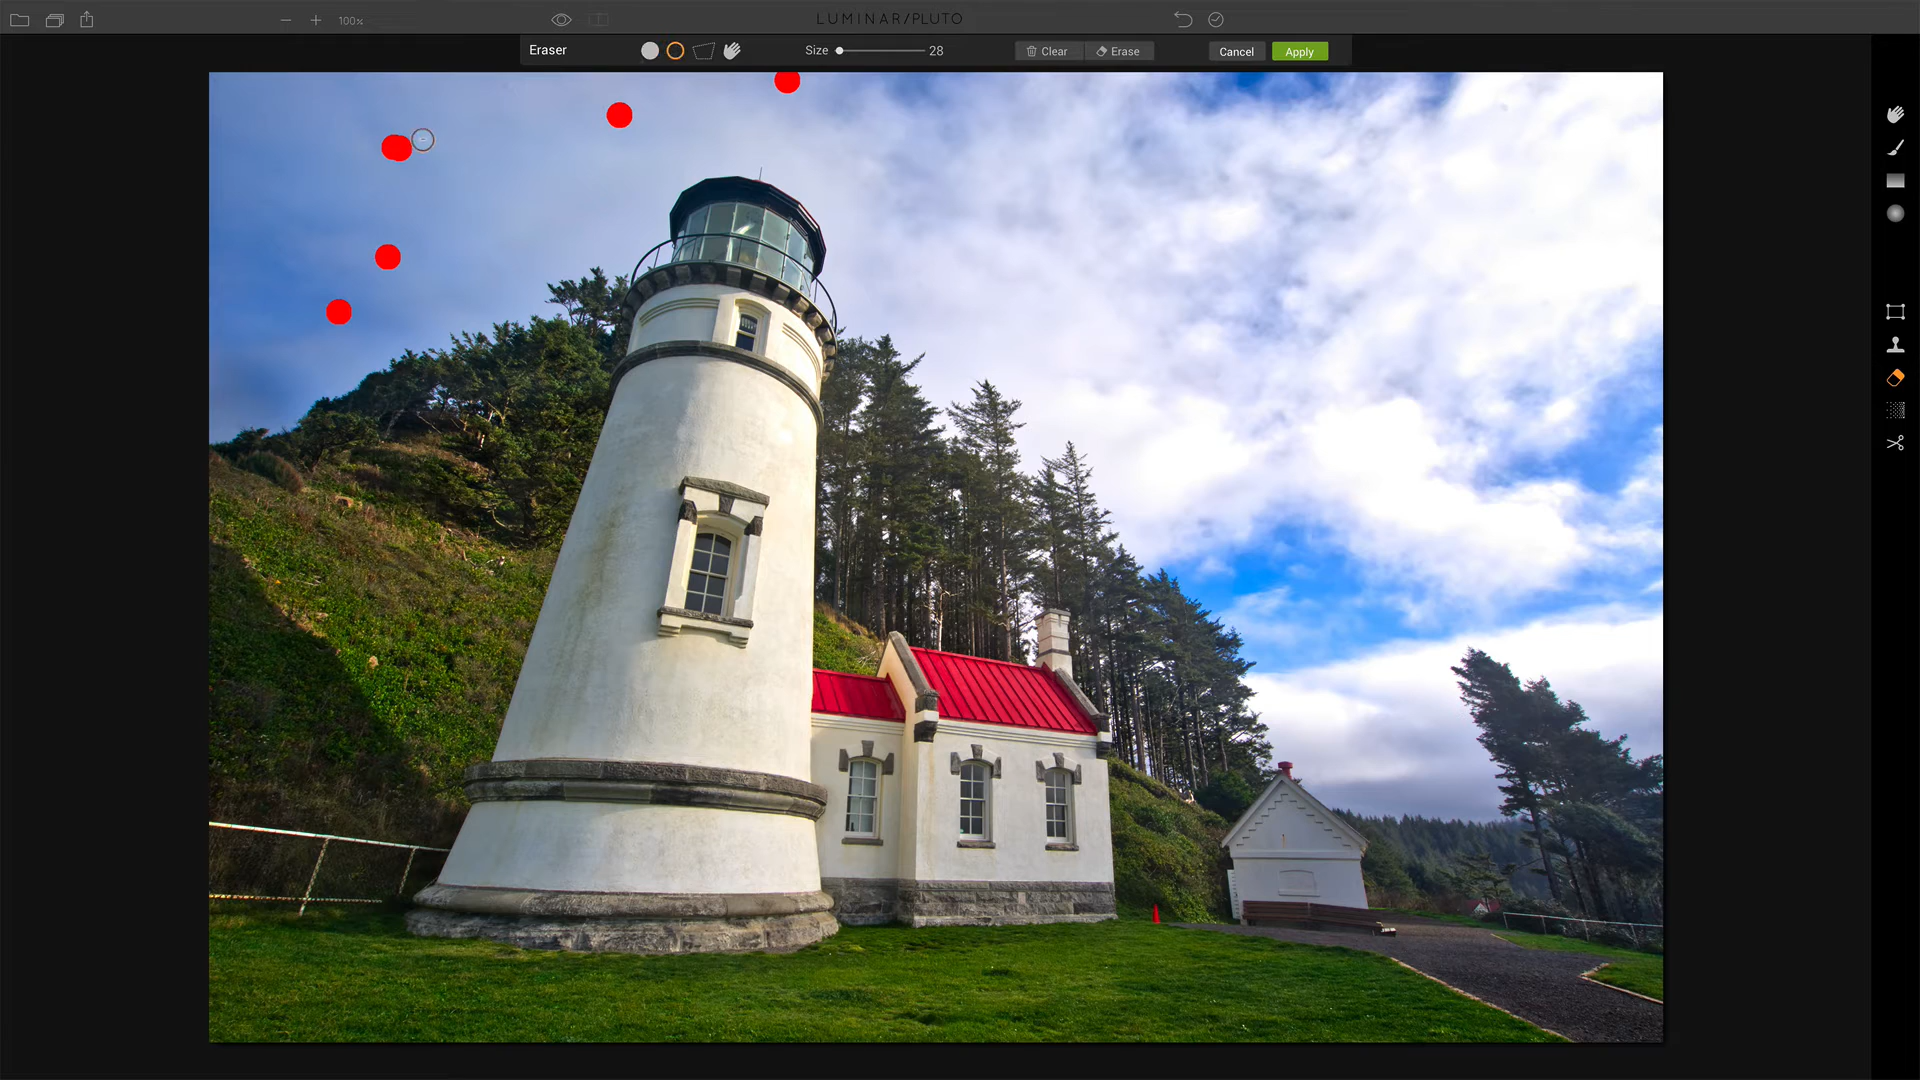 100%
LUMINAR/PLUTO
Eraser
Size 28
Clear
Erase
Cancel
Apply